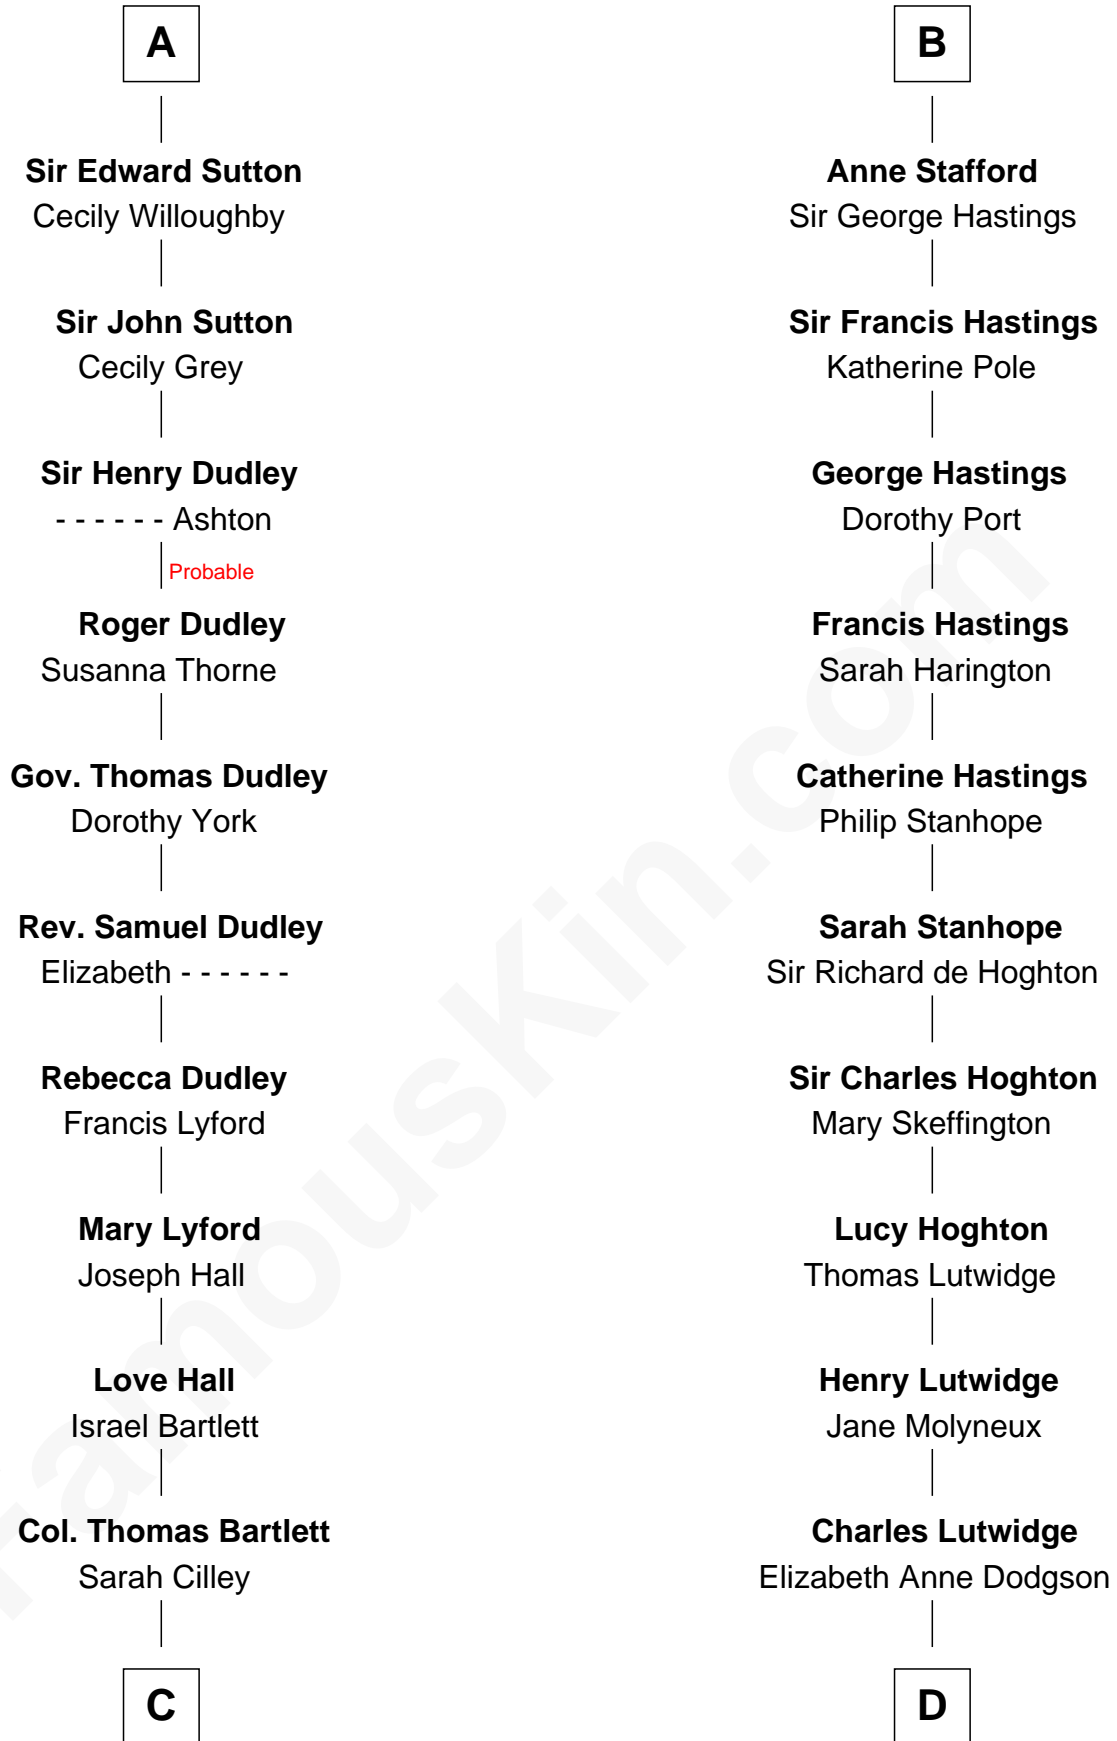 A
Sir Edward Sutton
Cecily Willoughby
Sir John Sutton
Cecily Grey
Sir Henry Dudley
- - - - - - Ashton
Probable
Roger Dudley
Susanna Thorne
Gov. Thomas Dudley
Dorothy York
Rev. Samuel Dudley
Elizabeth - - - - - -
Rebecca Dudley
Francis Lyford
Mary Lyford
Joseph Hall
Love Hall
Israel Bartlett
Col. Thomas Bartlett
Sarah Cilley
C
B
Anne Stafford
Sir George Hastings
Sir Francis Hastings
Katherine Pole
George Hastings
Dorothy Port
Francis Hastings
Sarah Harington
Catherine Hastings
Philip Stanhope
Sarah Stanhope
Sir Richard de Hoghton
Sir Charles Hoghton
Mary Skeffington
Lucy Hoghton
Thomas Lutwidge
Henry Lutwidge
Jane Molyneux
Charles Lutwidge
Elizabeth Anne Dodgson
D
FamousKin.com